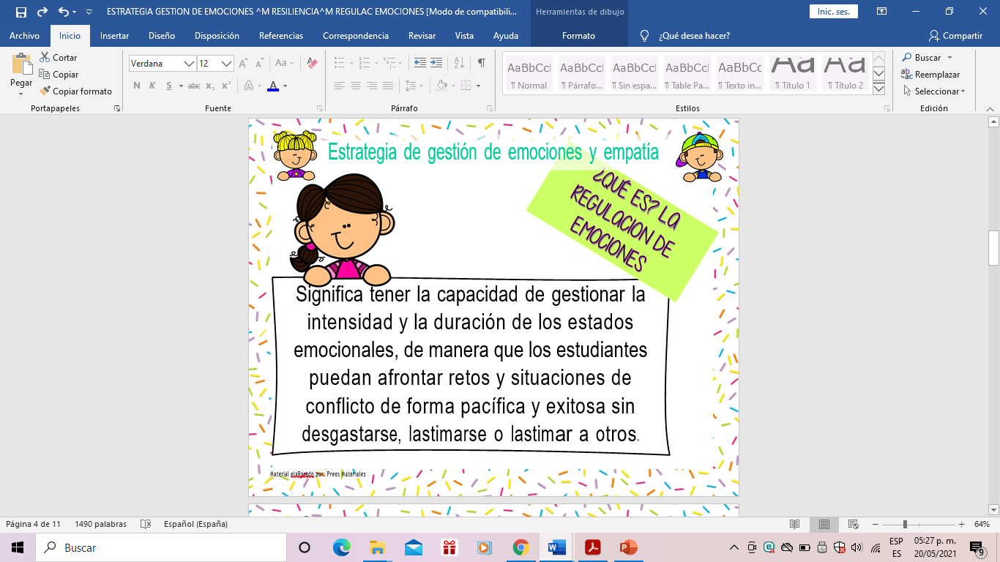 ESTRATEGIA GESTION DE EMOCIONES ^M RESILIENCIA^M REGULAC EMOCIONES [Modo de compatibili...
Herramientas de dibujo
Inic. ses.
Archivo Inicio Insertar Diseño Disposición Referencias Correspondencia Revisar Vista Ayuda Formato ¿Qué desea hacer? Compartir
Pegar
Cortar
Copiar
Copiar formato
Portapapeles
Verdana 12
Aa
N K S abc x₂ x² A A
Fuente
Párrafo
AaBbCcI AaBbCcI AaBbCcI AaBbCcI AaBbCc Aa Aa
¶ Normal ¶ Párrafo... ¶ Sin espa... ¶ Table Pa... ¶ Texto in... ¶ Título 1 ¶ Título 2
Estilos
Buscar
Reemplazar
Seleccionar
Edición
Estrategia de gestión de emociones y empatía
¿QUÉ ES? LA
REGULACION DE
EMOCIONES
Significa tener la capacidad de gestionar la
intensidad y la duración de los estados
emocionales, de manera que los estudiantes
puedan afrontar retos y situaciones de
conflicto de forma pacífica y exitosa sin
desgastarse, lastimarse o lastimar a otros.
Material elaborado por: Prees Materiales
Página 4 de 11 1490 palabras Español (España) 64%
Buscar
ESP
ES
05:27 p. m.
20/05/2021
9